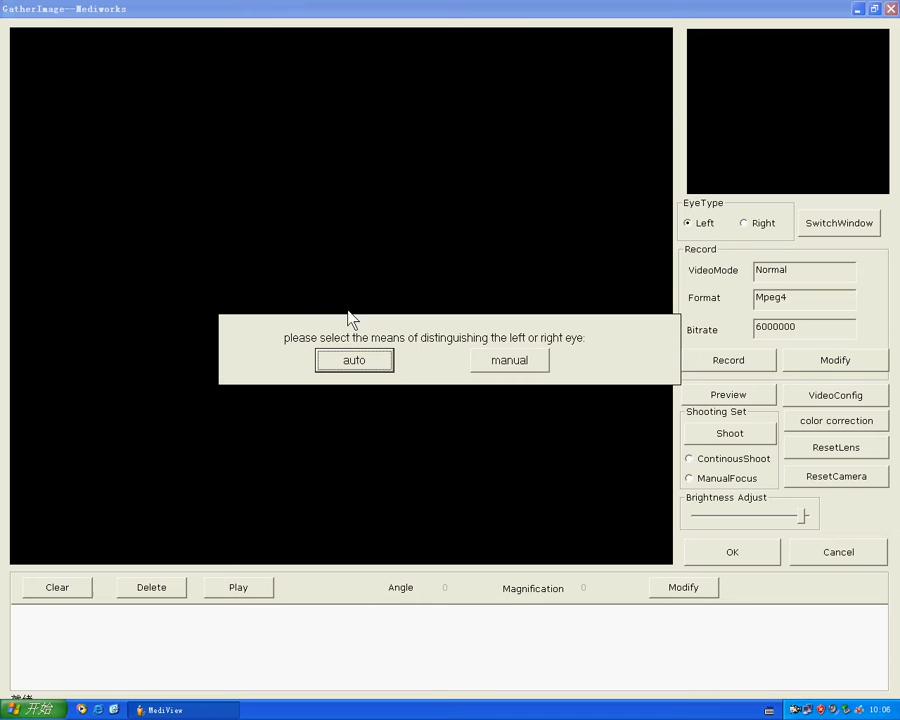 GatherImage--Mediworks
EyeType
Left
Right
SwitchWindow
Record
VideoMode
Normal
Format
Mpeg4
Bitrate
6000000
please select the means of distinguishing the left or right eye:
auto
manual
Record
Modify
Preview
VideoConfig
Shooting Set
color correction
Shoot
ResetLens
ContinousShoot
ManualFocus
ResetCamera
Brightness Adjust
OK
Cancel
Clear
Delete
Play
Angle
0
Magnification
0
Modify
开始
MediView
10:06